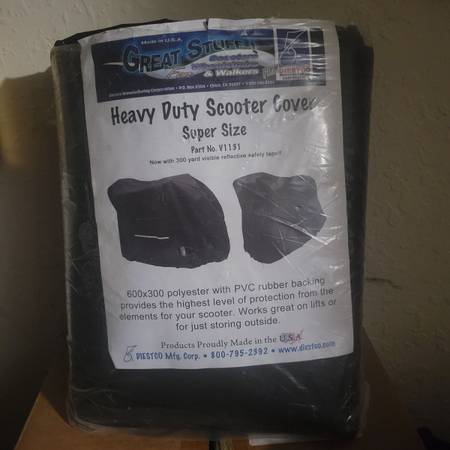 Made in U.S.A.
GREAT STUFF
& Walkers
Heavy Duty Scooter Cover
Super Size
Part No. V1151
Now with 300 yard visible reflective safety tape!!
600x300 polyester with PVC rubber backing
provides the highest level of protection from the
elements for your scooter. Works great on lifts or
for just storing outside.
Products Proudly Made in the U.S.A
DIESTCO Mfg. Corp. • 800-795-2392 • www.diestco.com